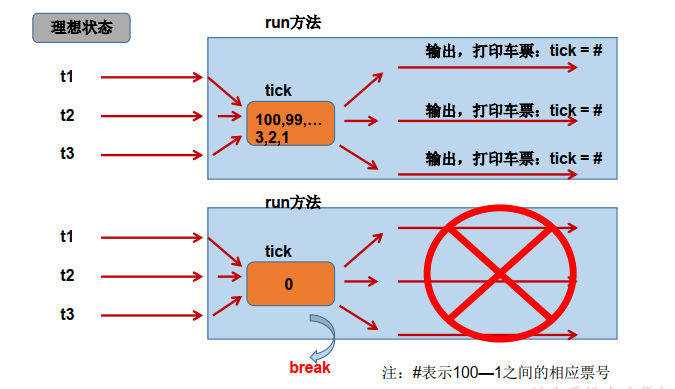 理想状态
run方法
t1
t2
t3
tick
100,99,…
3,2,1
输出，打印车票：tick = #
输出，打印车票：tick = #
输出，打印车票：tick = #
run方法
t1
t2
t3
tick
0
break
注：#表示100—1之间的相应票号